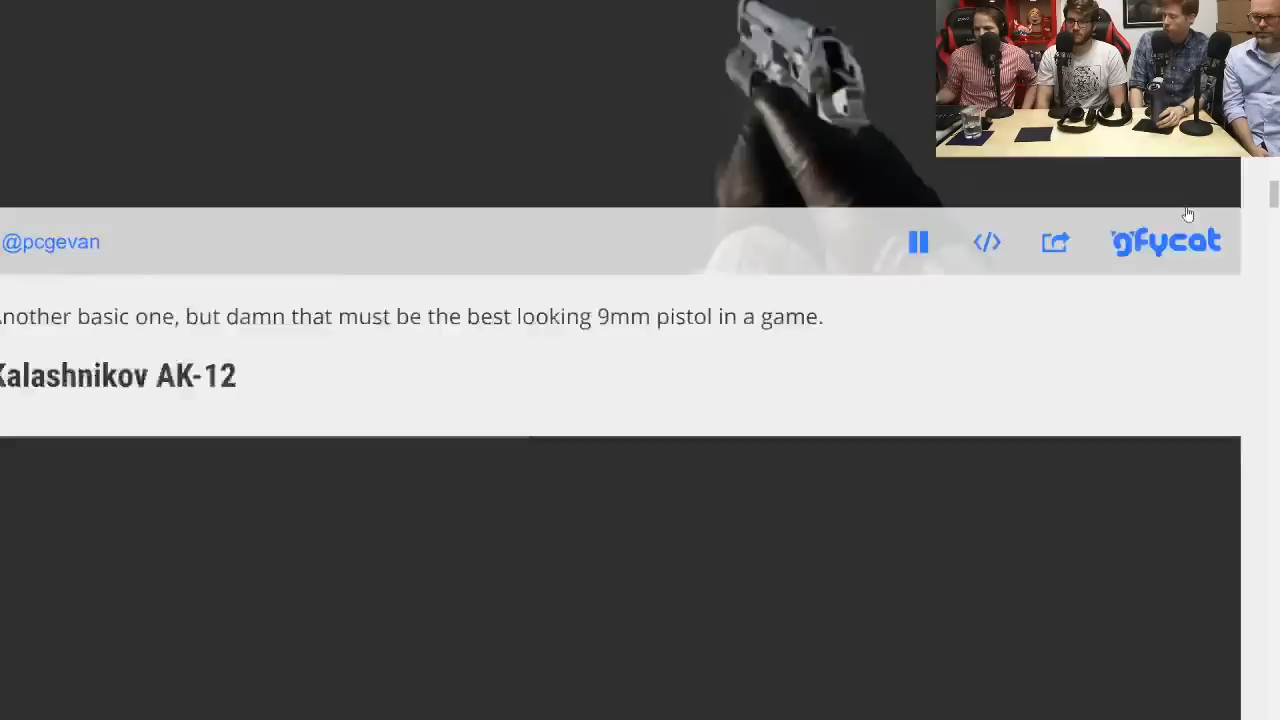 @pcgevan
gfycat
nother basic one, but damn that must be the best looking 9mm pistol in a game.
Kalashnikov AK-12